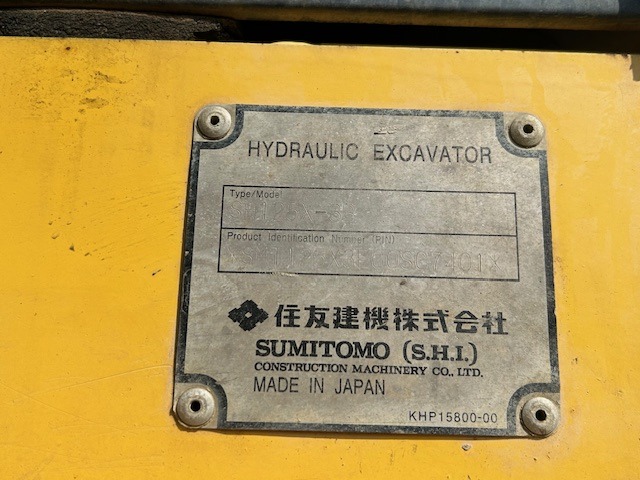 HYDRAULIC EXCAVATOR
Type/Model
Product Identification Number (PIN)
住友建機株式会社
SUMITOMO (S.H.I.)
CONSTRUCTION MACHINERY CO., LTD.
MADE IN JAPAN
KHP15800-00